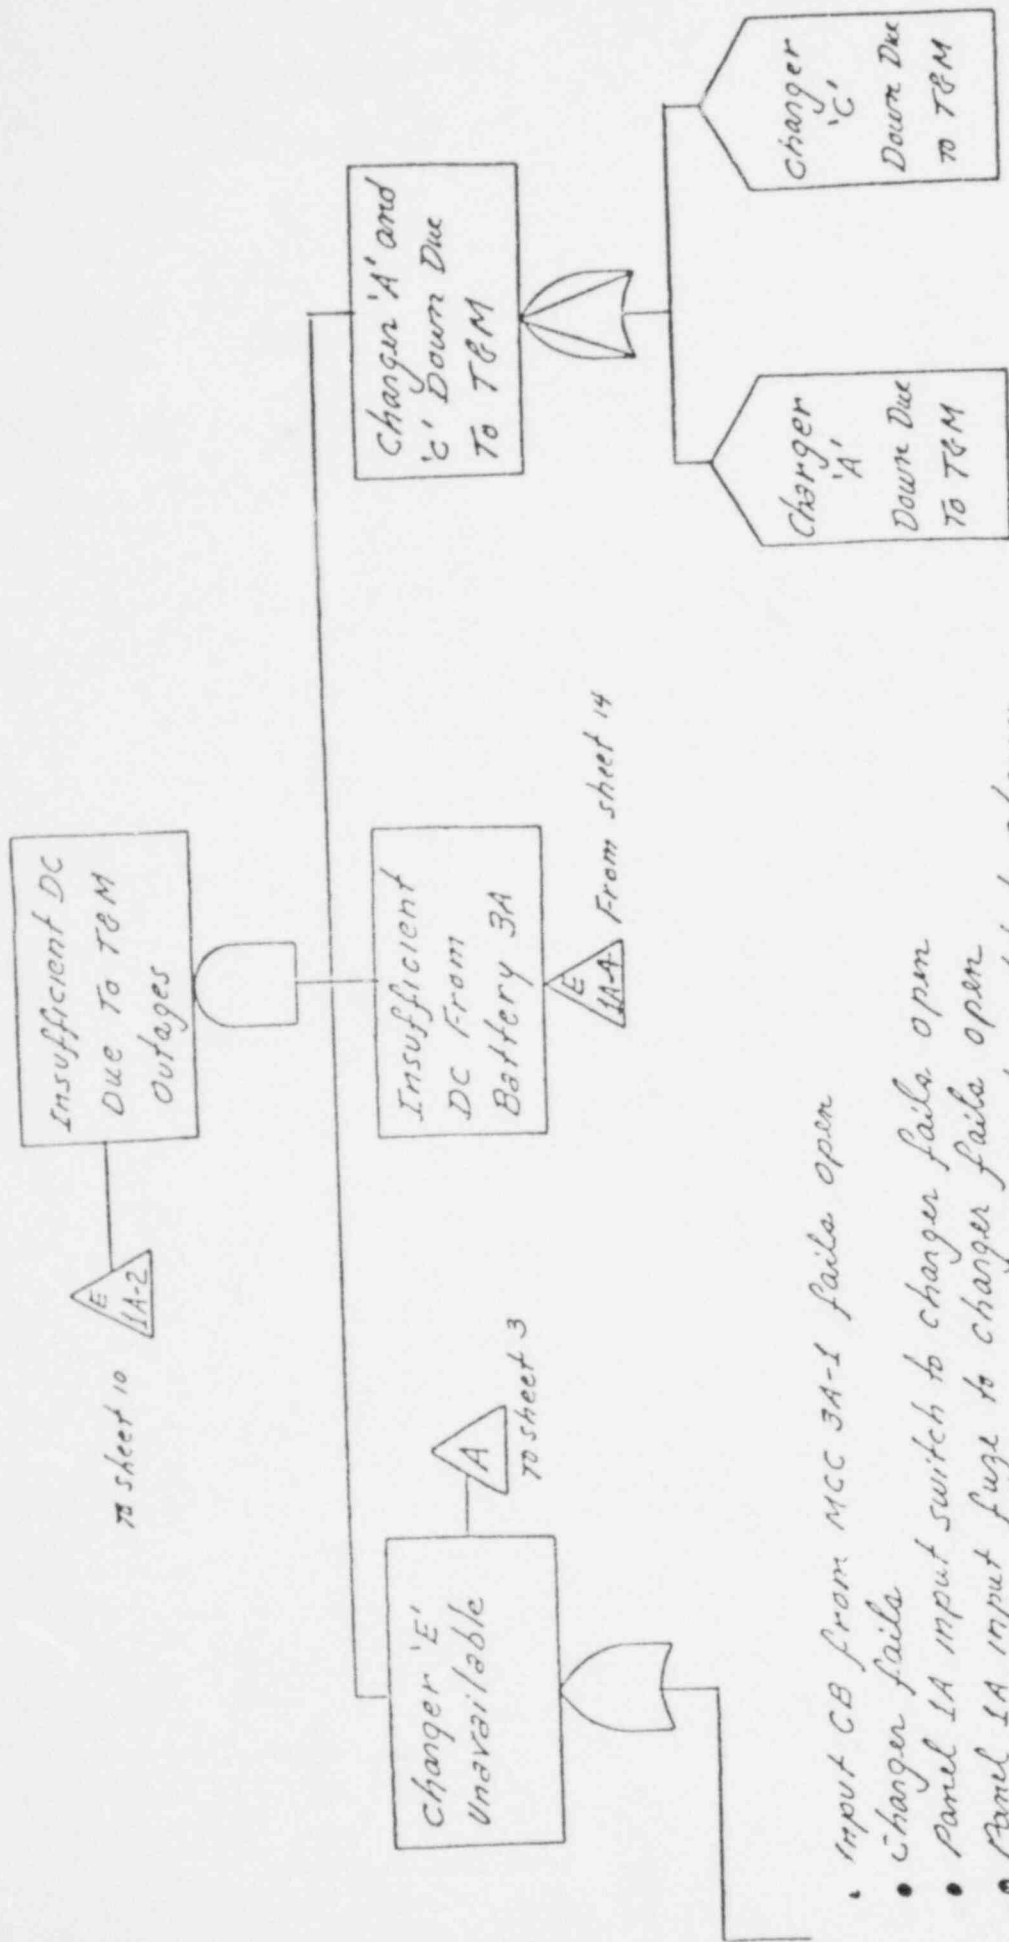 Insufficient DC
Due To T&M
Outages
E
1A-2
To sheet 10
Charger 'E'
Unavailable
A
To sheet 3
Insufficient
DC From
Battery 3A
E
1A-A
From sheet 14
Charger 'A' and
'C' Down Due
To T&M
Charger
'A'
Down Due
To T&M
Charger
'C'
Down Due
To T&M
• Input CB from MCC 3A-1 fails open
• Charger fails
• Panel 1A input switch to charger fails open
• Panel 1A input fuze to charger fails open